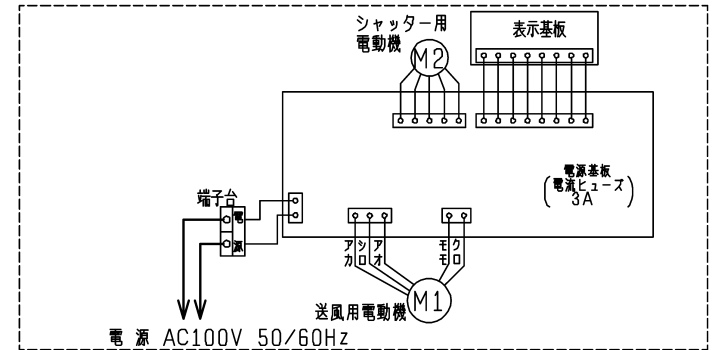 シャッター用
電動機
M2
表示基板
電源基板
(電流ヒューズ)
3A
端子台
電
源
アカ
シロ
アオ
モモ
クロ
M1
送風用電動機
電 源 AC100V 50/60Hz